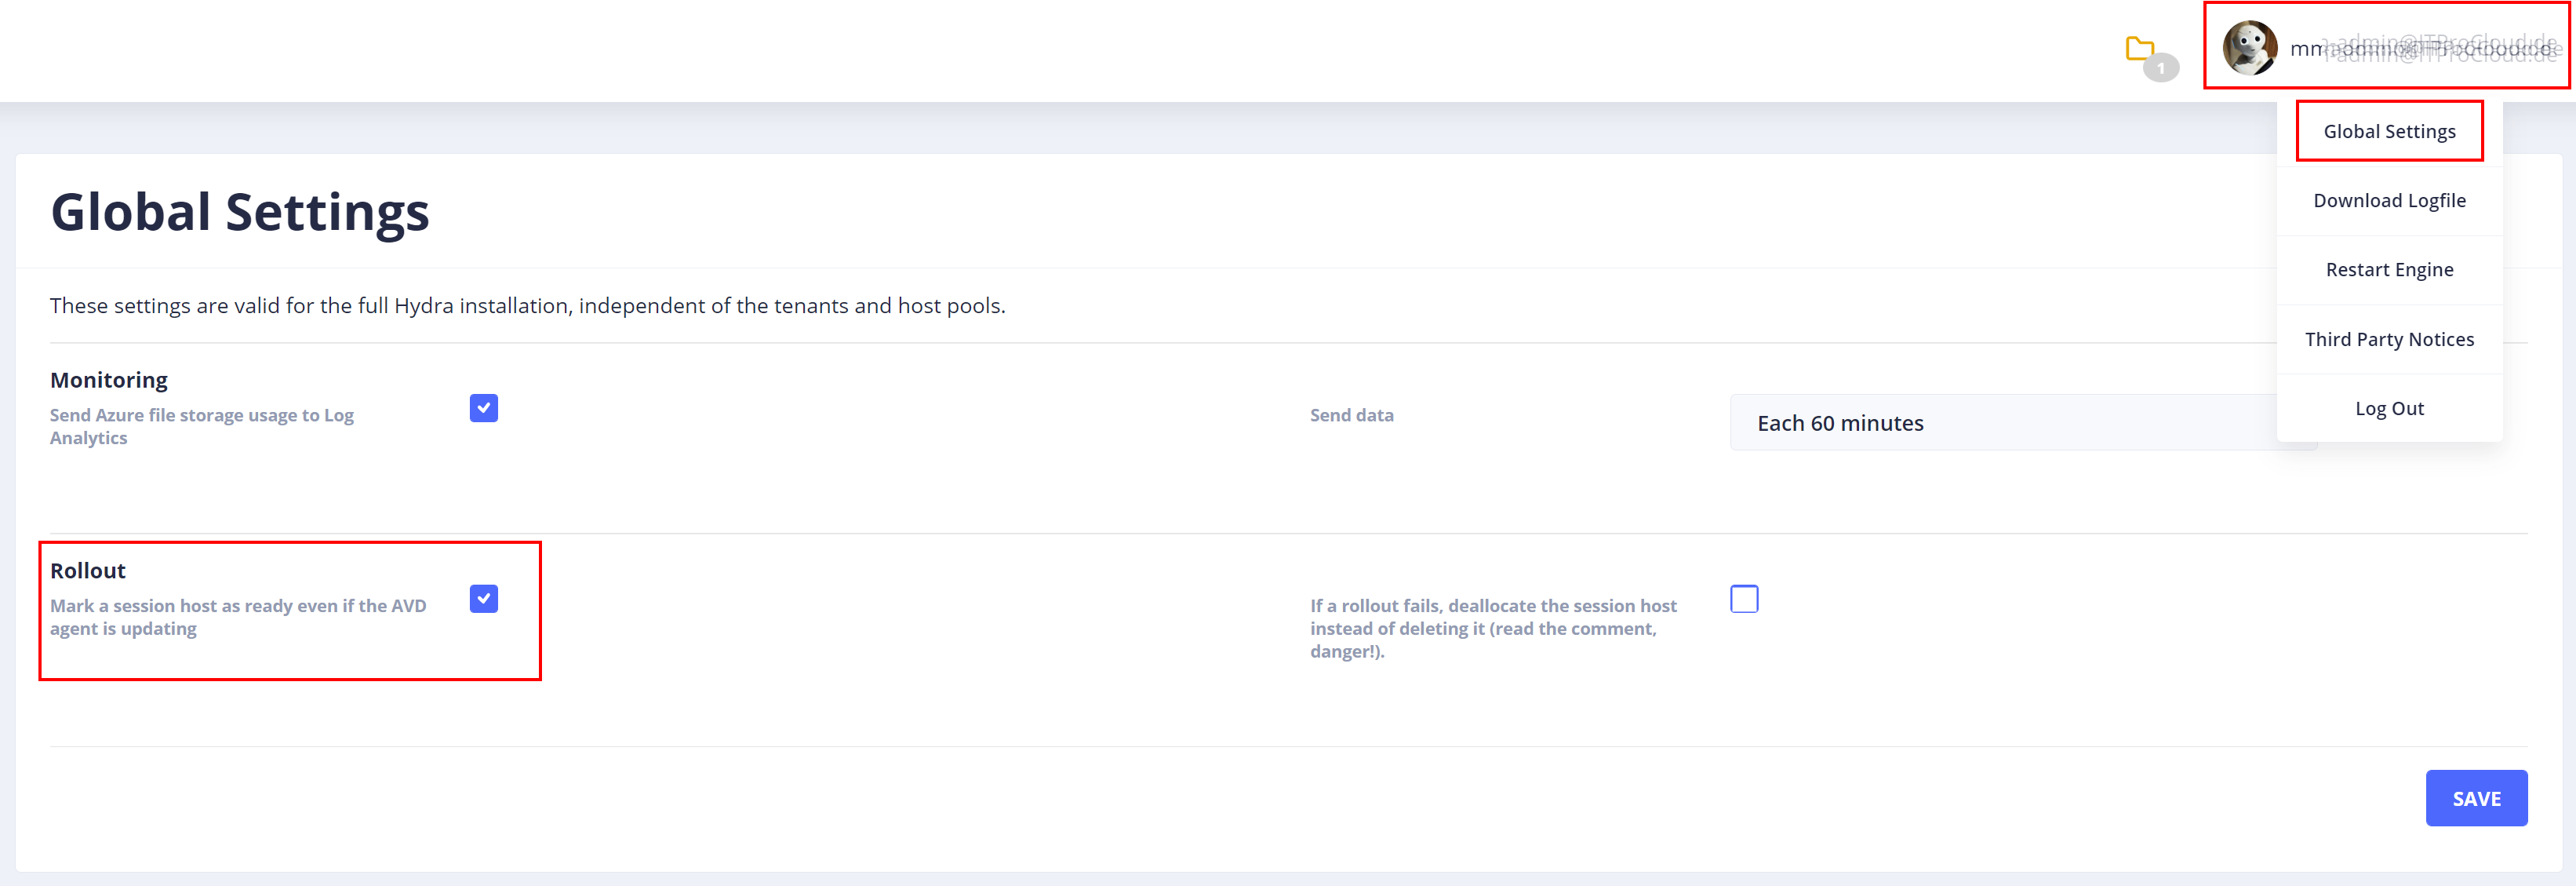 1
Global Settings
Download Logfile
Restart Engine
Third Party Notices
Log Out
Global Settings
These settings are valid for the full Hydra installation, independent of the tenants and host pools.
Monitoring
Send Azure file storage usage to Log
Analytics
Send data
Each 60 minutes
Rollout
Mark a session host as ready even if the AVD
agent is updating
If a rollout fails, deallocate the session host
instead of deleting it (read the comment,
danger!).
SAVE